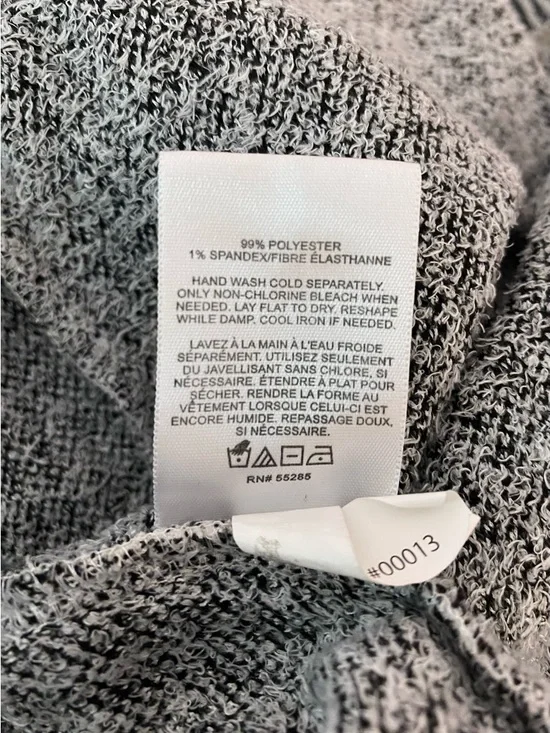 99% POLYESTER
1% SPANDEX/FIBRE ÉLASTHANNE
HAND WASH COLD SEPARATELY.
ONLY NON-CHLORINE BLEACH WHEN
NEEDED. LAY FLAT TO DRY. RESHAPE
WHILE DAMP. COOL IRON IF NEEDED.
LAVEZ À LA MAIN À L'EAU FROIDE
SÉPARÉMENT. UTILISEZ SEULEMENT
DU JAVELLISANT SANS CHLORE, SI
NÉCESSAIRE. ÉTENDRE À PLAT POUR
SÉCHER. RENDRE LA FORME AU
VÊTEMENT LORSQUE CELUI-CI EST
ENCORE HUMIDE. REPASSAGE DOUX,
SI NÉCESSAIRE.
RN# 55285
#00013